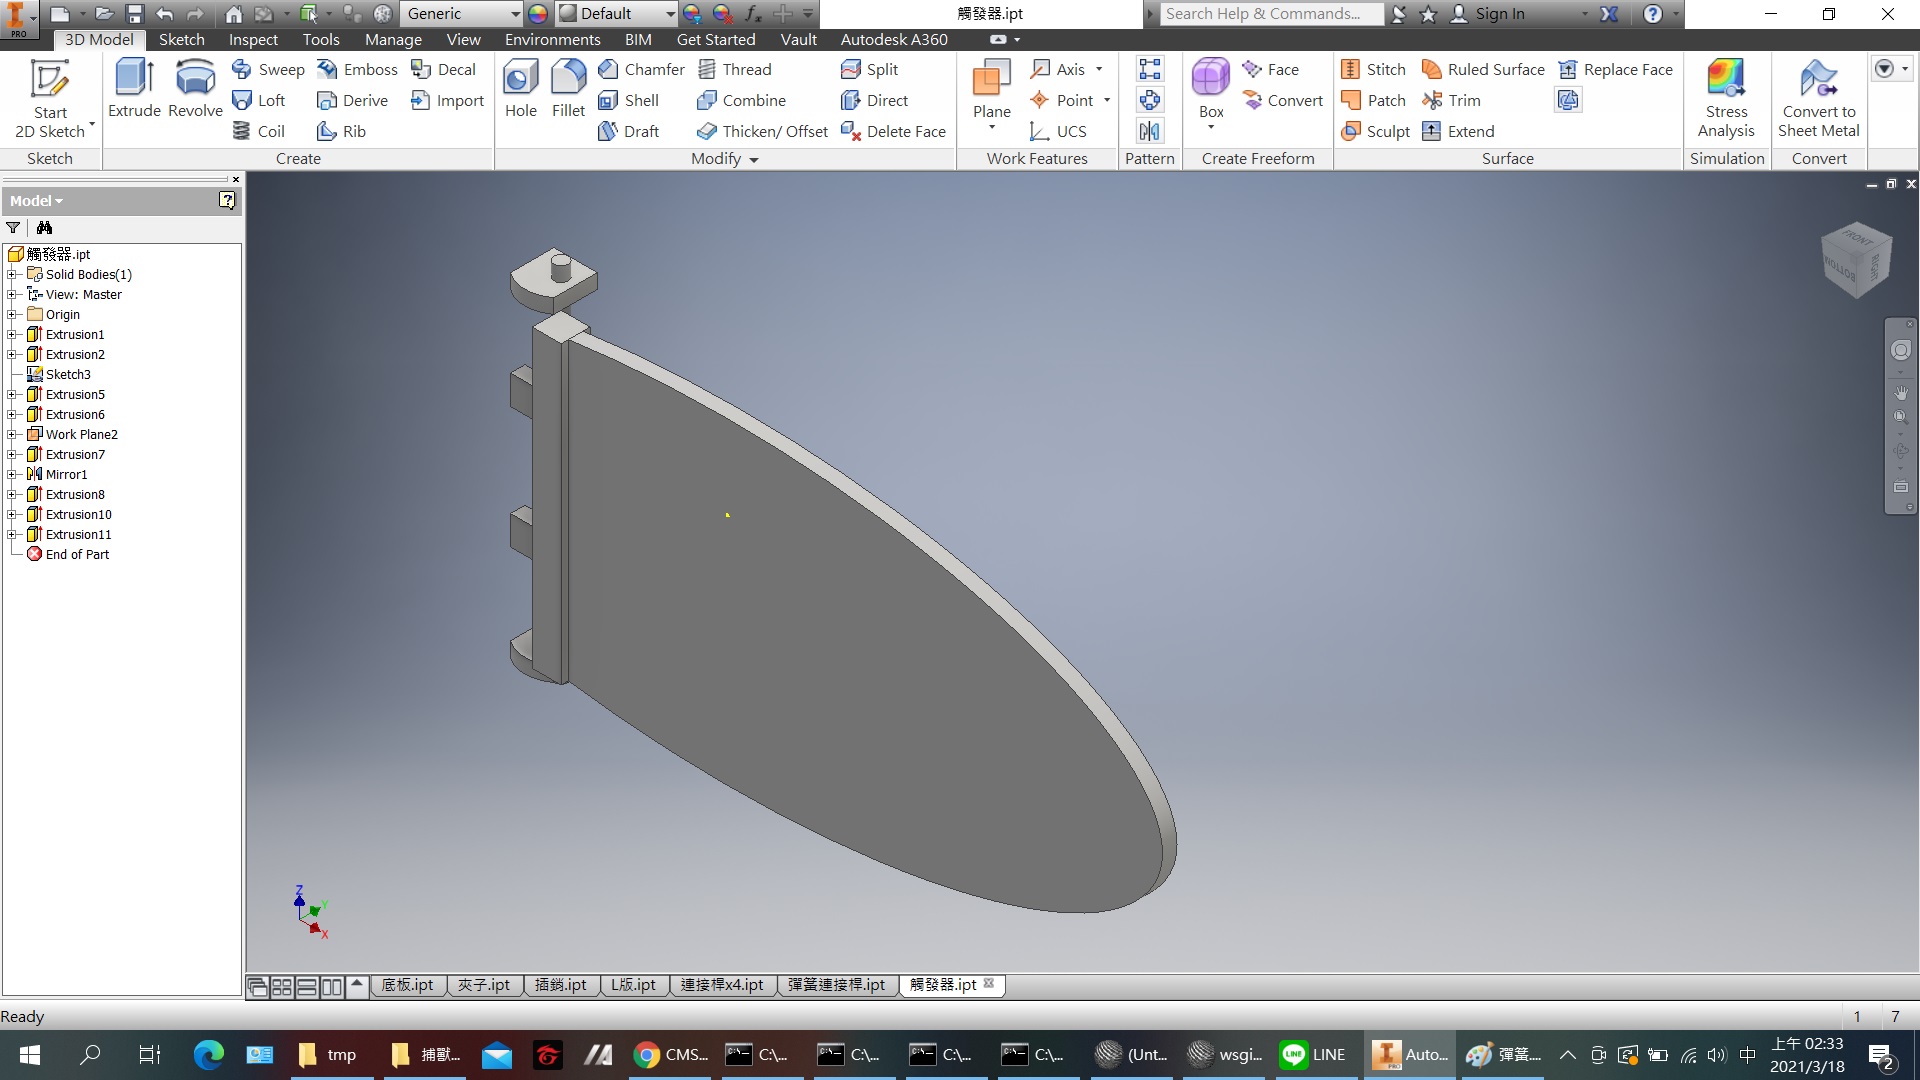 PRO
Generic
Default
觸發器.ipt
Search Help & Commands...
Sign In
3D Model
Sketch
Inspect
Tools
Manage
View
Environments
BIM
Get Started
Vault
Autodesk A360
Start
2D Sketch
Extrude
Revolve
Sweep
Emboss
Decal
Loft
Derive
Import
Coil
Rib
Hole
Fillet
Chamfer
Thread
Split
Shell
Combine
Direct
Draft
Thicken/ Offset
Delete Face
Plane
Axis
Point
UCS
Box
Face
Convert
Stitch
Ruled Surface
Replace Face
Patch
Trim
Sculpt
Extend
Stress
Analysis
Convert to
Sheet Metal
Sketch
Create
Modify
Work Features
Pattern
Create Freeform
Surface
Simulation
Convert
Model
觸發器.ipt
Solid Bodies(1)
View: Master
Origin
Extrusion1
Extrusion2
Sketch3
Extrusion5
Extrusion6
Work Plane2
Extrusion7
Mirror1
Extrusion8
Extrusion10
Extrusion11
End of Part
FRONT
BOTTOM
RIGHT
Z
Y
X
底板.ipt
夾子.ipt
插銷.ipt
L版.ipt
連接桿x4.ipt
彈簧連接桿.ipt
觸發器.ipt
Ready
1
7
tmp
捕獸...
CMS...
C:\...
C:\...
C:\...
C:\...
(Unt...
wsgi...
LINE
LINE
PRO
Auto...
彈簧...
中
上午 02:33
2021/3/18
2